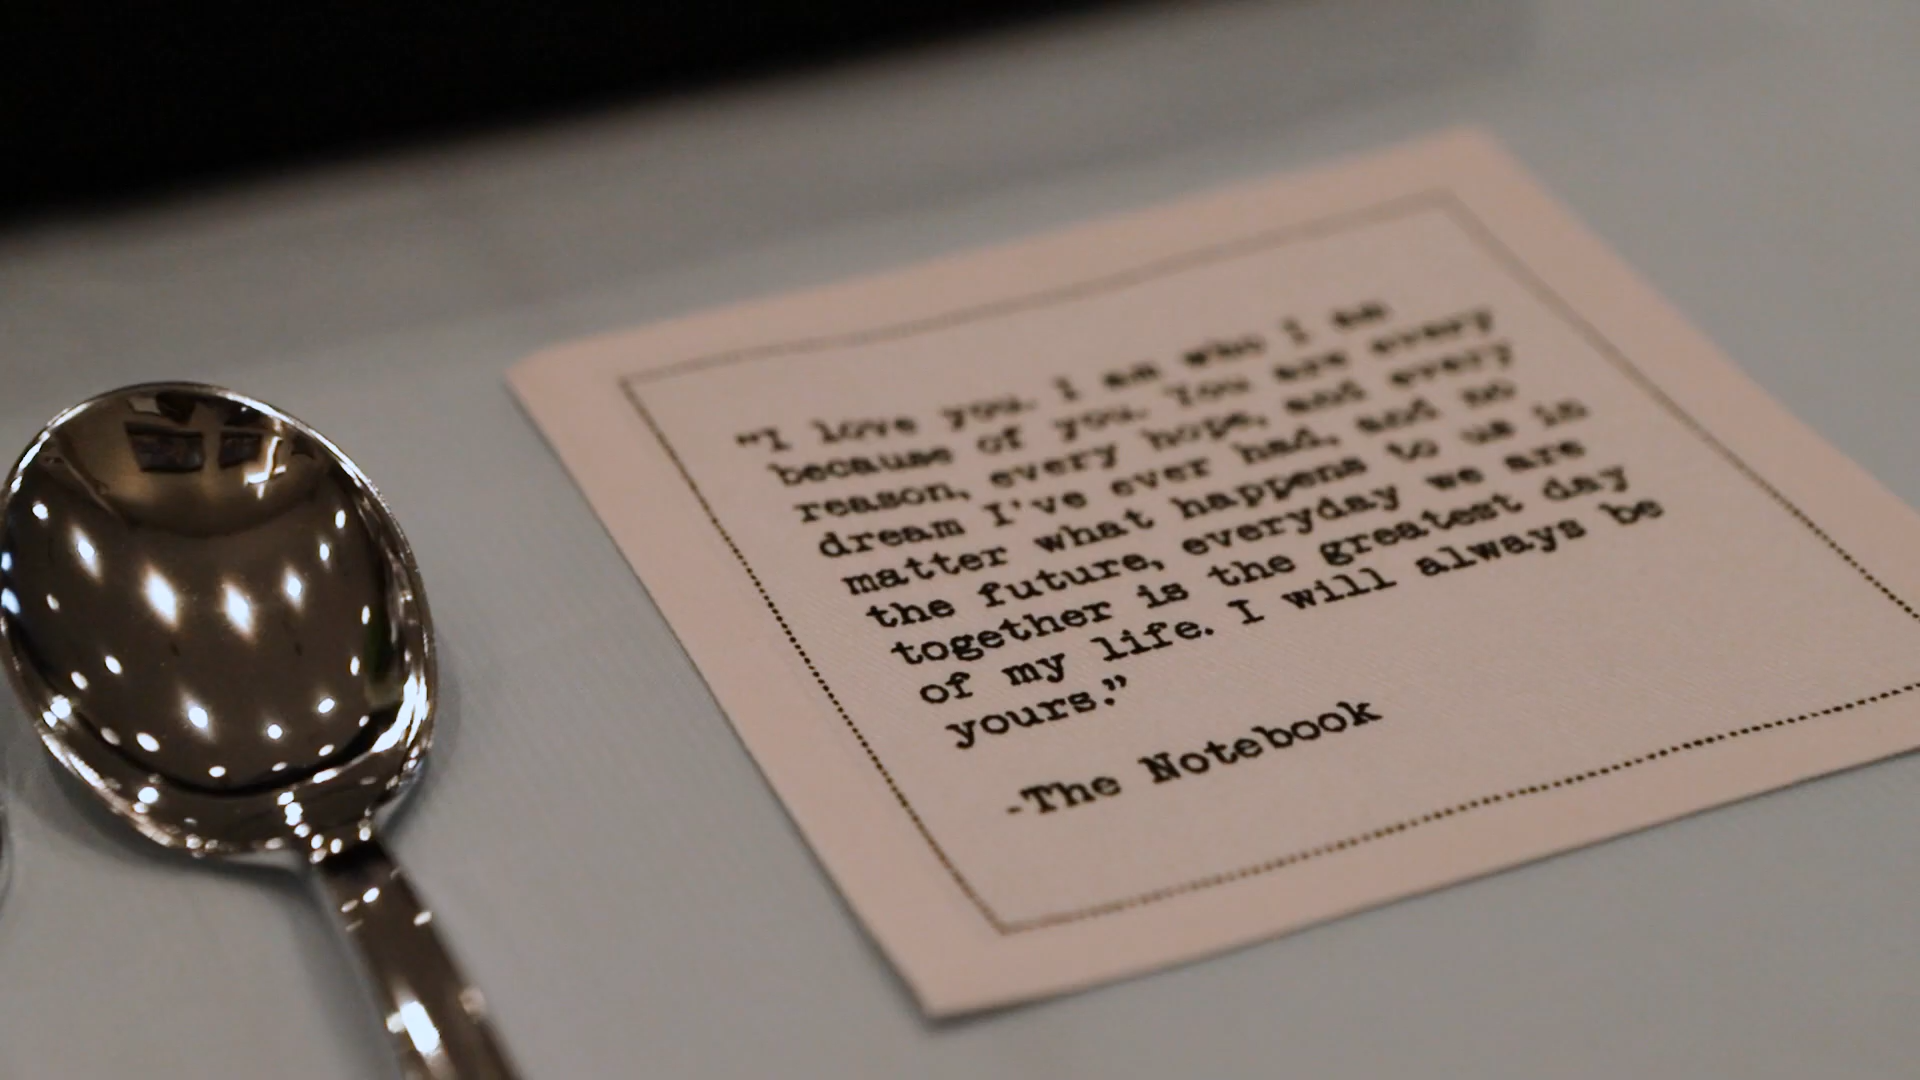 “I love you. I am who I am
because of you. You are every
reason, every hope, and every
dream I've ever had, and no
matter what happens to us in
the future, everyday we are
together is the greatest day
of my life. I will always be
yours.”
-The Notebook